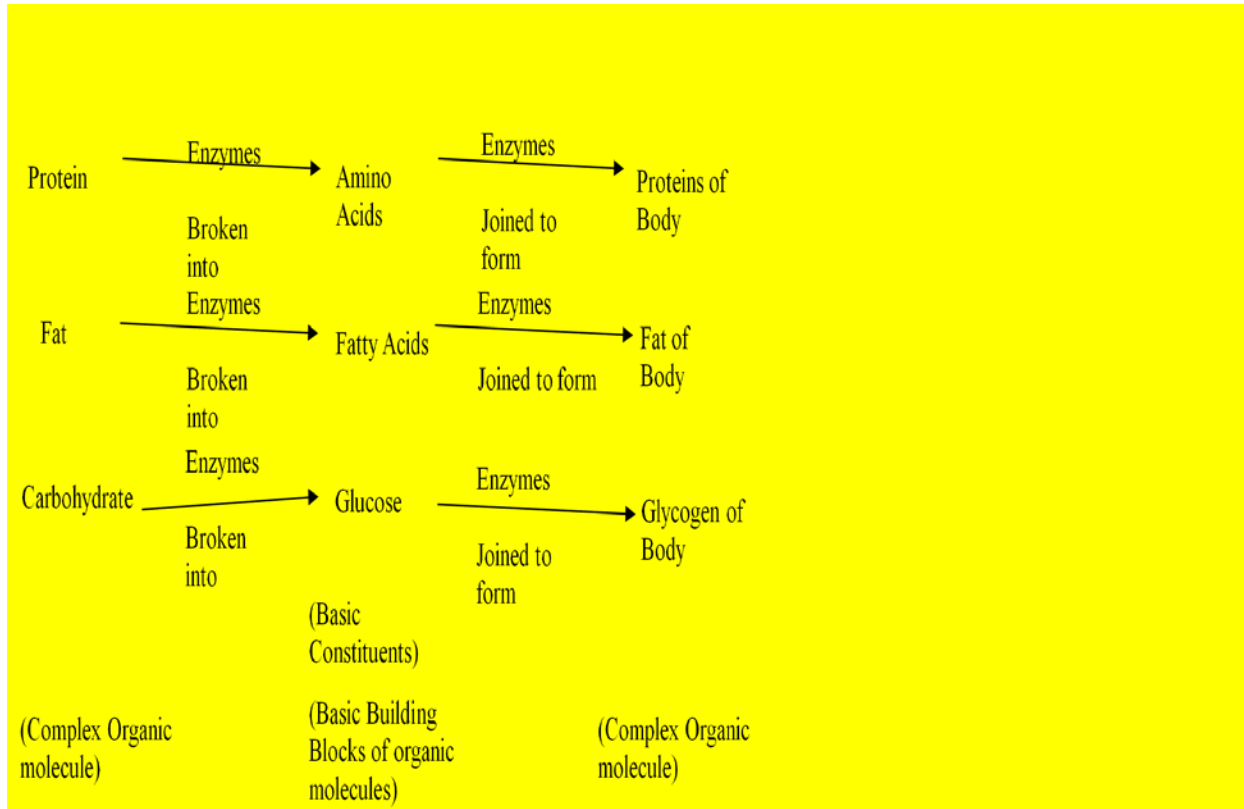 Protein
Enzymes
Broken
into
Amino
Acids
Enzymes
Joined to
form
Proteins of
Body
Fat
Enzymes
Broken
into
Fatty Acids
Enzymes
Joined to form
Fat of
Body
Carbohydrate
Enzymes
Broken
into
Glucose
Enzymes
Joined to
form
Glycogen of
Body
(Basic
Constituents)
(Complex Organic
molecule)
(Basic Building
Blocks of organic
molecules)
(Complex Organic
molecule)